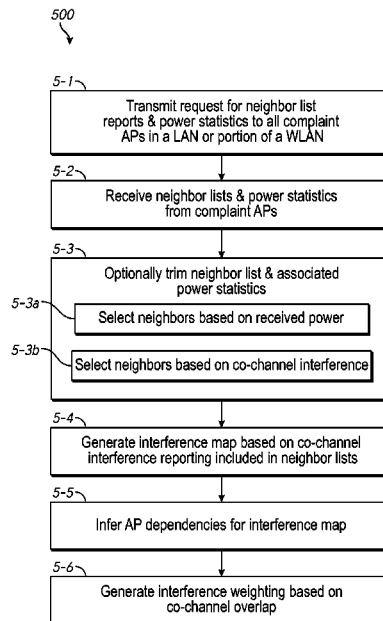 500
5-1
Transmit request for neighbor list
reports & power statistics to all complaint
APs in a LAN or portion of a WLAN
5-2
Receive neighbor lists & power statistics
from complaint APs
5-3
Optionally trim neighbor list & associated
power statistics
5-3a
Select neighbors based on received power
5-3b
Select neighbors based on co-channel interference
5-4
Generate interference map based on co-channel
interference reporting included in neighbor lists
5-5
Infer AP dependencies for interference map
5-6
Generate interference weighting based on
co-channel overlap